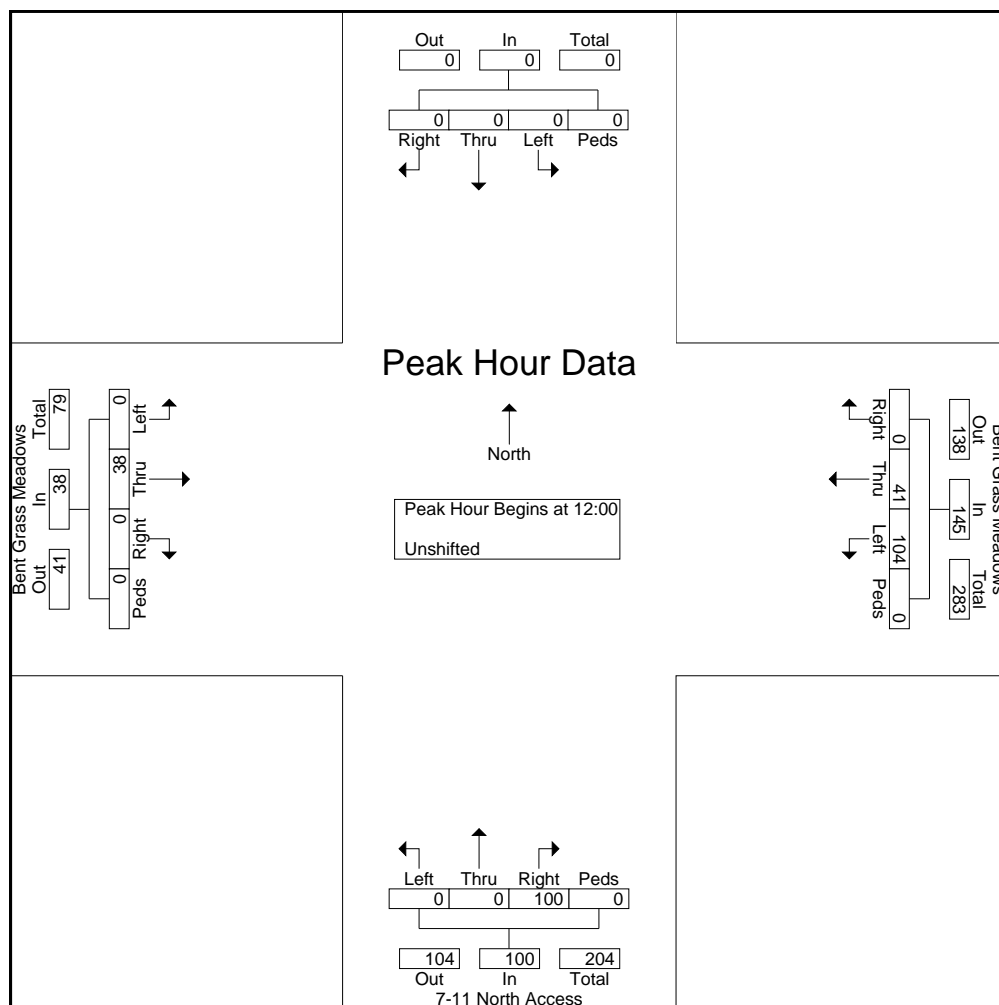 Out In Total
0 0 0
0 0 0 0
Right Thru Left Peds
Peak Hour Data
North
Peak Hour Begins at 12:00
Unshifted
Bent Grass Meadows
Out In Total
41 38 79
0 38 0 0
Left Thru Right Peds
Bent Grass Meadows
Out In Total
138 145 283
0 41 104 0
Right Thru Left Peds
Left Thru Right Peds
0 0 100 0
104 100 204
Out In Total
7-11 North Access